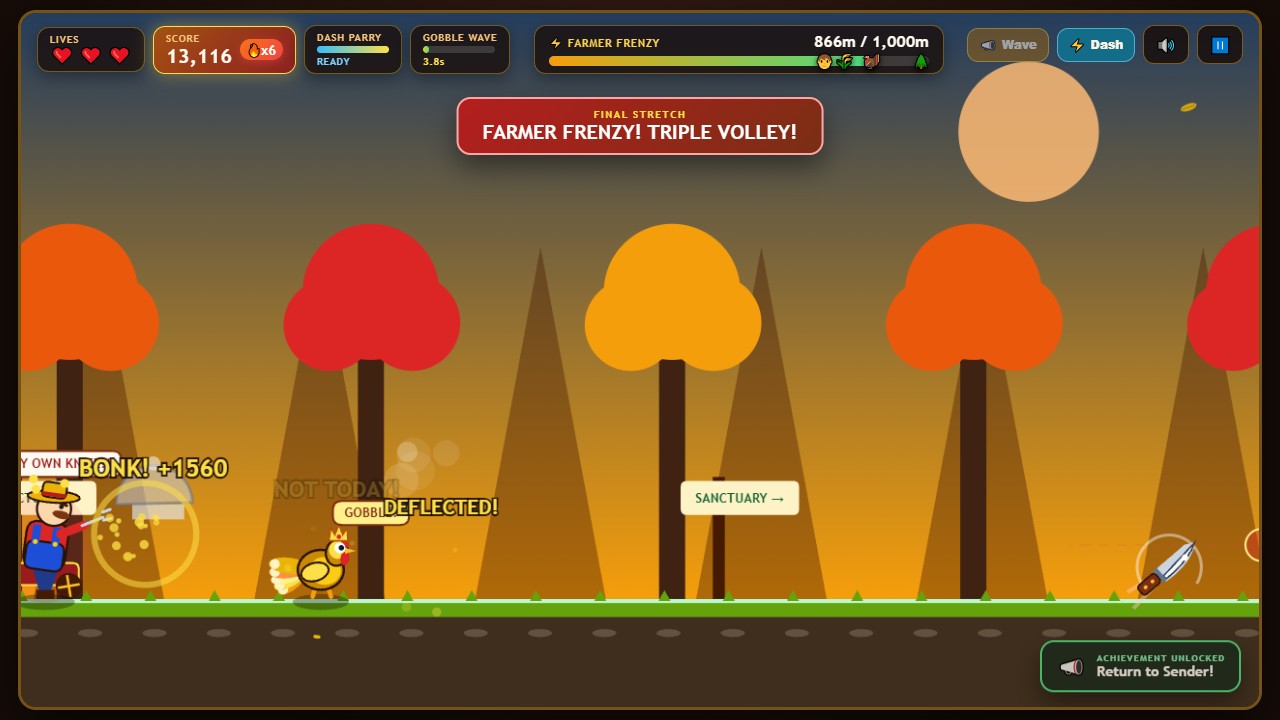 LIVES
SCORE
13,116
x6
DASH PARRY
READY
GOBBLE WAVE
3.8s
FARMER FRENZY
866m / 1,000m
Wave
Dash
FINAL STRETCH
FARMER FRENZY! TRIPLE VOLLEY!
BONK! +1560
NOT TODAY!
DEFLECTED!
SANCTUARY →
ACHIEVEMENT UNLOCKED
Return to Sender!